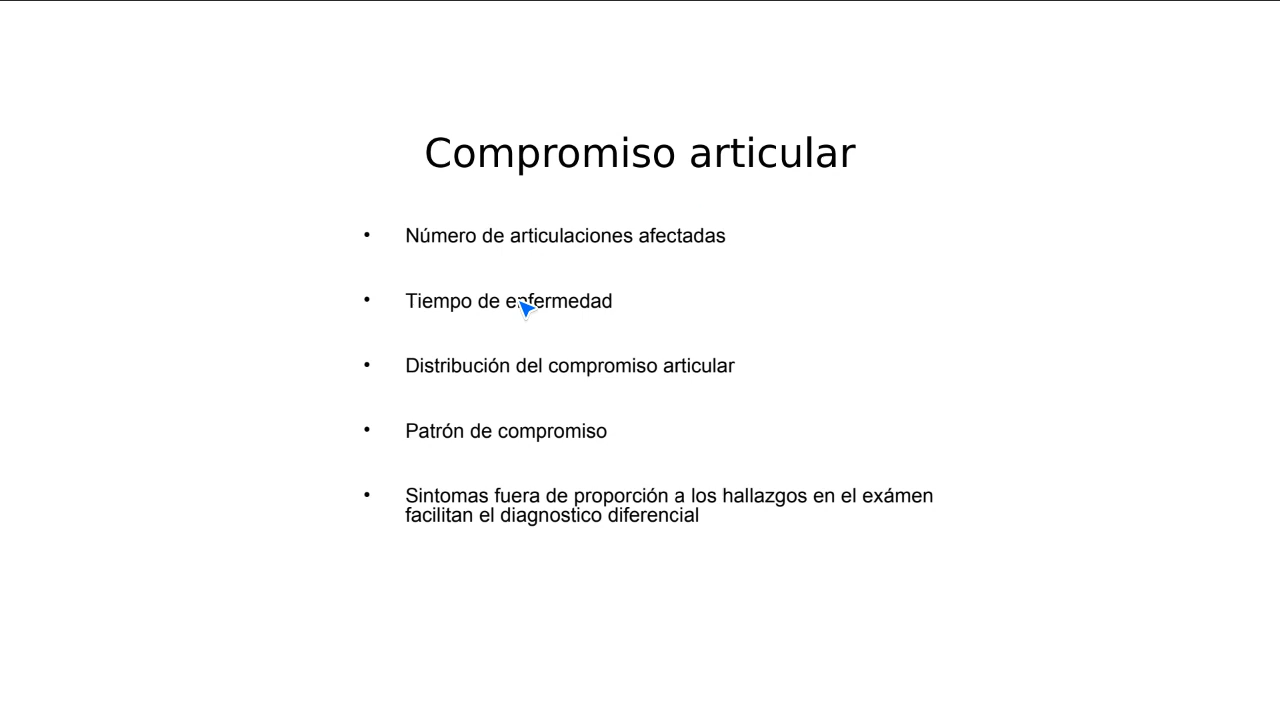 Compromiso articular
• Número de articulaciones afectadas
• Tiempo de enfermedad
• Distribución del compromiso articular
• Patrón de compromiso
• Sintomas fuera de proporción a los hallazgos en el exámen
facilitan el diagnostico diferencial